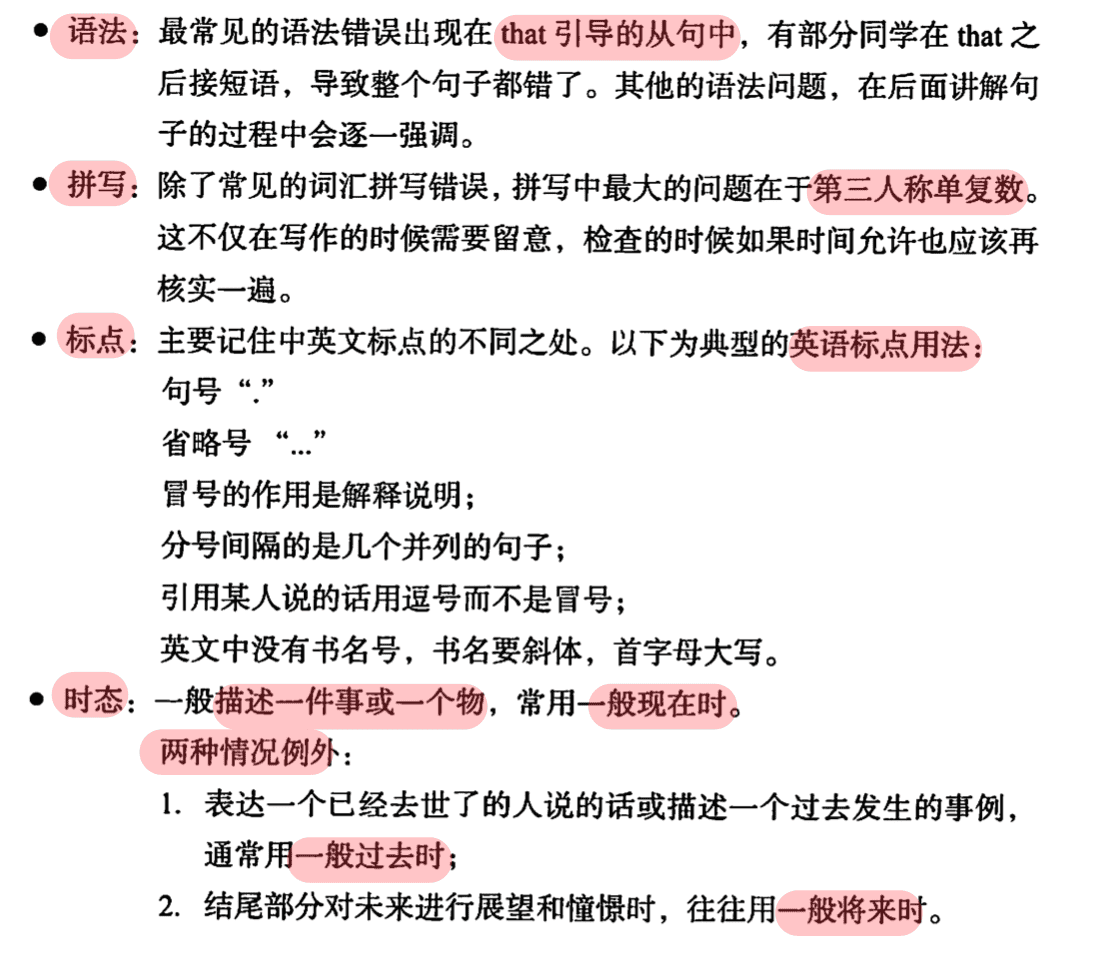 ● 语法：最常见的语法错误出现在 that 引导的从句中，有部分同学在 that 之
后接短语，导致整个句子都错了。其他的语法问题，在后面讲解句
子的过程中会逐一强调。
● 拼写：除了常见的词汇拼写错误，拼写中最大的问题在于第三人称单复数。
这不仅在写作的时候需要留意，检查的时候如果时间允许也应该再
核实一遍。
● 标点：主要记住中英文标点的不同之处。以下为典型的英语标点用法：
句号“.”
省略号 “...”
冒号的作用是解释说明；
分号间隔的是几个并列的句子；
引用某人说的话用逗号而不是冒号；
英文中没有书名号，书名要斜体，首字母大写。
● 时态：一般描述一件事或一个物，常用一般现在时。
两种情况例外：
1. 表达一个已经去世了的人说的话或描述一个过去发生的事例，
通常用一般过去时；
2. 结尾部分对未来进行展望和憧憬时，往往用一般将来时。